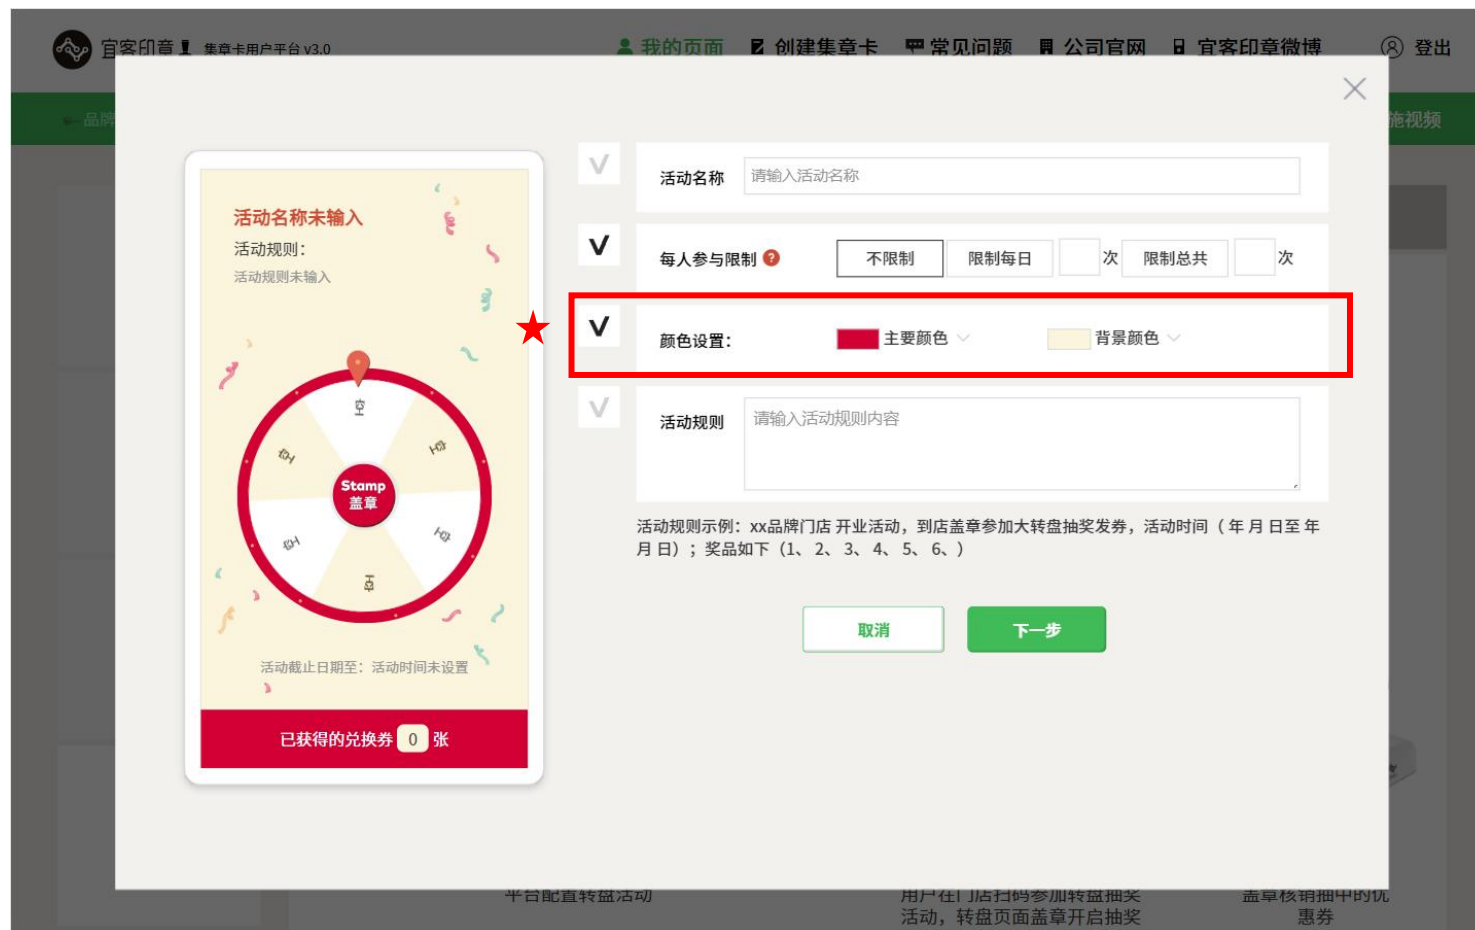 宜客印章 集章卡用户平台 v3.0
我的页面 创建集章卡 常见问题 公司官网 宜客印章微博 登出
品牌
施视频
活动名称未输入
活动规则：
活动规则未输入
空
空
空
空
空
空
Stamp
盖章
活动截止日期至：活动时间未设置
已获得的兑换券 0 张
活动名称 请输入活动名称
每人参与限制 ? 不限制 限制每日 次 限制总共 次
颜色设置： 主要颜色 背景颜色
活动规则 请输入活动规则内容
活动规则示例：xx品牌门店 开业活动，到店盖章参加大转盘抽奖发券，活动时间（ 年 月 日至 年
月 日）；奖品如下（1、 2、 3、 4、 5、 6、）
取消 下一步
平台配置转盘活动
用户在门店扫码参加转盘抽奖
活动，转盘页面盖章开启抽奖
盖章核销抽中的优
惠券